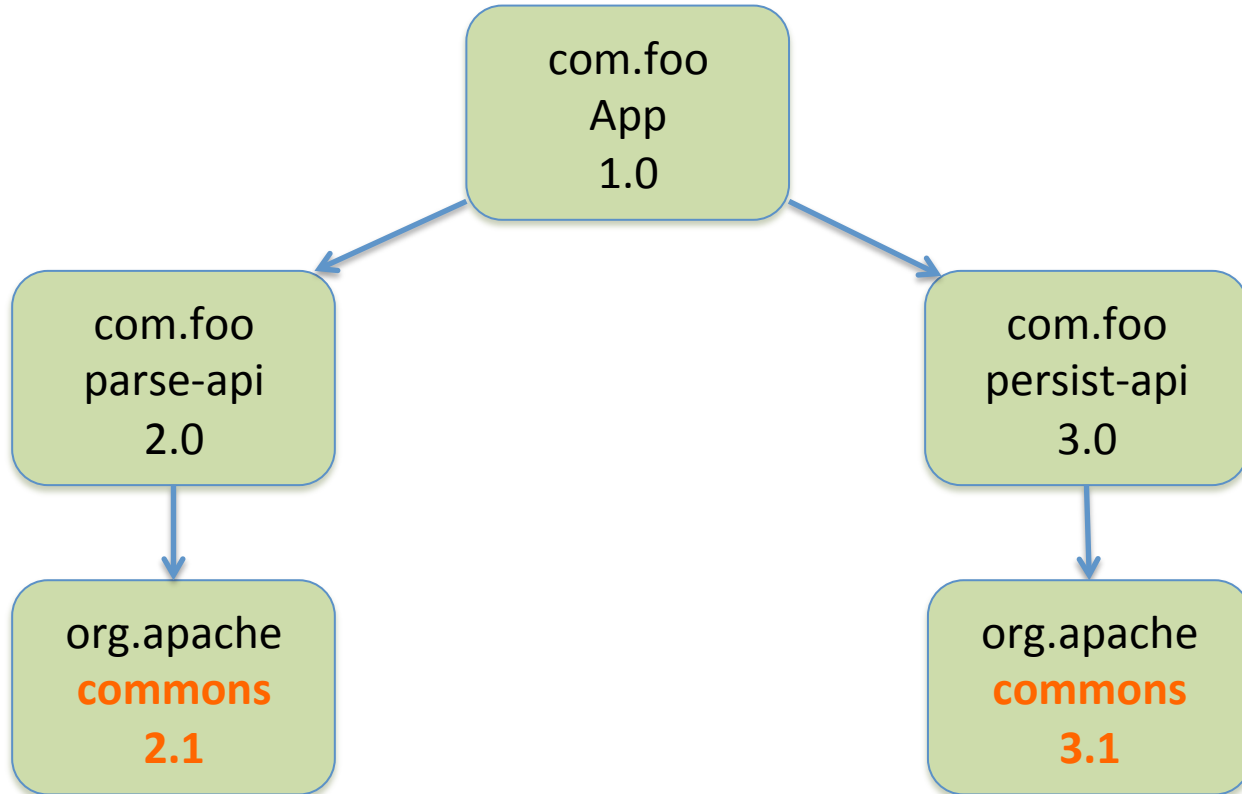 com.foo
App
1.0
com.foo
parse-api
2.0
com.foo
persist-api
3.0
org.apache
commons
2.1
org.apache
commons
3.1